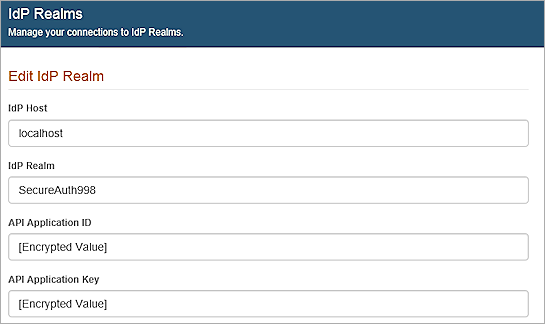 IdP Realms
Manage your connections to IdP Realms.
Edit IdP Realm
IdP Host
localhost
IdP Realm
SecureAuth998
API Application ID
[Encrypted Value]
API Application Key
[Encrypted Value]